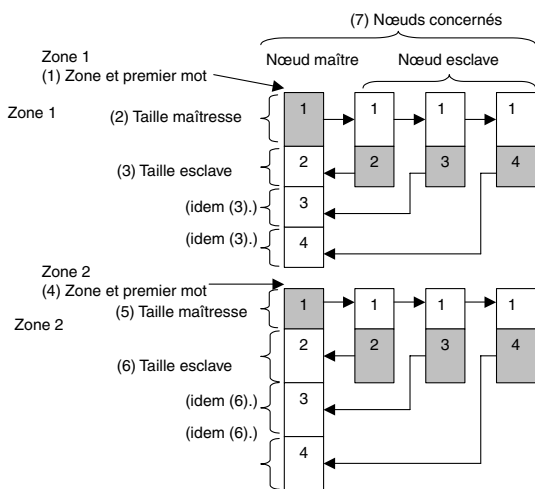 (7) Nœuds concernés
Zone 1
(1) Zone et premier mot
Nœud maître
Nœud esclave
Zone 1
(2) Taille maîtresse
1
1
1
1
(3) Taille esclave
2
2
3
4
(idem (3).)
3
(idem (3).)
4
Zone 2
(4) Zone et premier mot
Zone 2
(5) Taille maîtresse
1
1
1
1
(6) Taille esclave
2
2
3
4
(idem (6).)
3
(idem (6).)
4